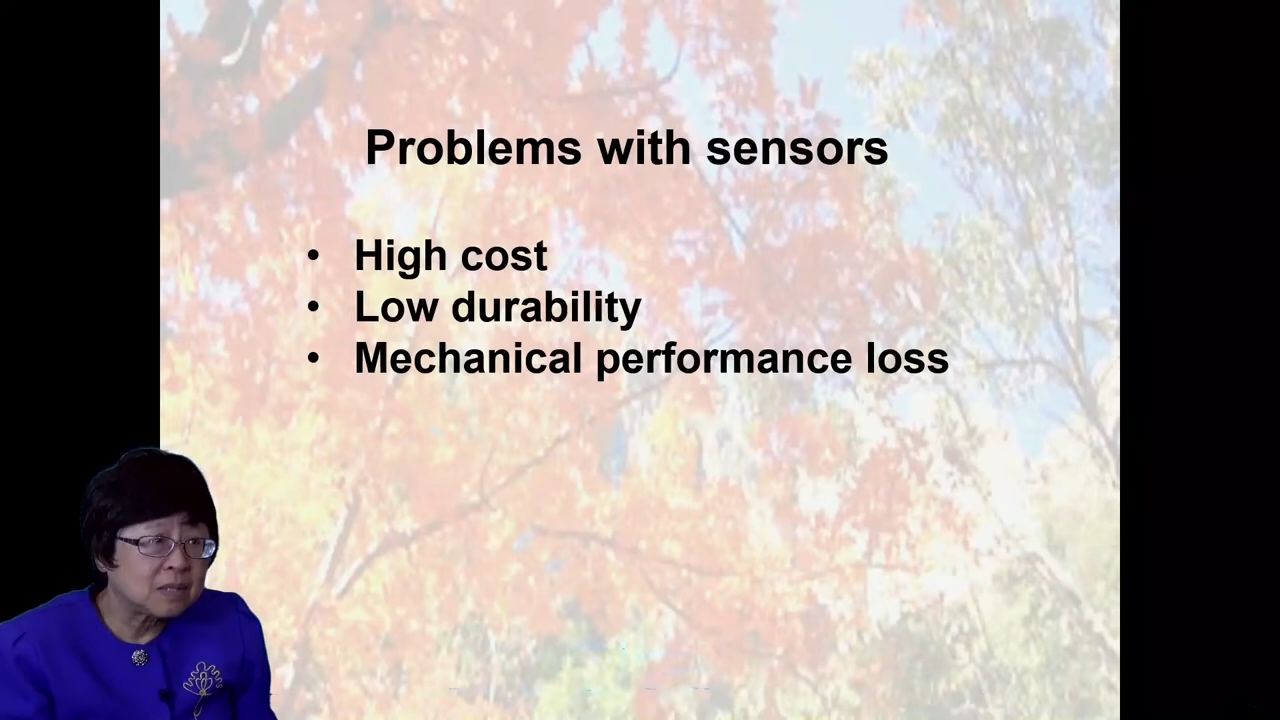 Problems with sensors
• High cost
• Low durability
• Mechanical performance loss